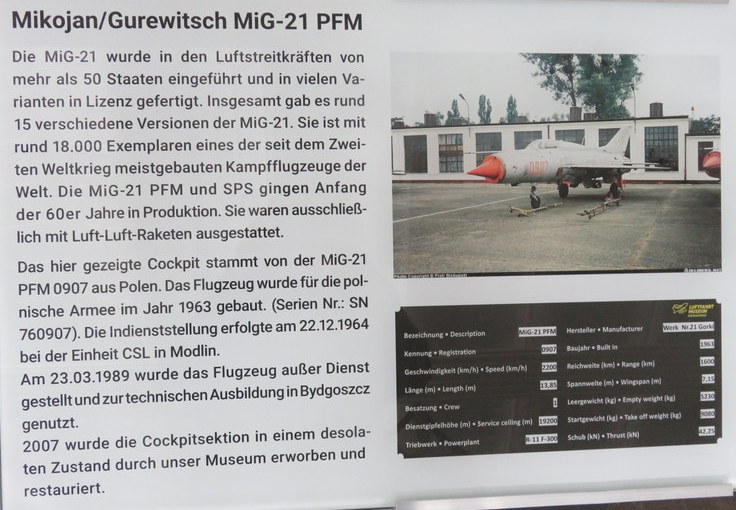 Mikojan/Gurewitsch MiG-21 PFM
Die MiG-21 wurde in den Luftstreitkräften von
mehr als 50 Staaten eingeführt und in vielen Va-
rianten in Lizenz gefertigt. Insgesamt gab es rund
15 verschiedene Versionen der MiG-21. Sie ist mit
rund 18.000 Exemplaren eines der seit dem Zwei-
ten Weltkrieg meistgebauten Kampfflugzeuge der
Welt. Die MiG-21 PFM und SPS gingen Anfang
der 60er Jahre in Produktion. Sie waren ausschließ-
lich mit Luft-Luft-Raketen ausgestattet.
Das hier gezeigte Cockpit stammt von der MiG-21
PFM 0907 aus Polen. Das Flugzeug wurde für die pol-
nische Armee im Jahr 1963 gebaut. (Serien Nr.: SN
760907). Die Indienststellung erfolgte am 22.12.1964
bei der Einheit CSL in Modlin.
Am 23.03.1989 wurde das Flugzeug außer Dienst
gestellt und zur technischen Ausbildung in Bydgoszcz
genutzt.
2007 wurde die Cockpitsektion in einem desola-
ten Zustand durch unser Museum erworben und
restauriert.
0907
LUFTFAHRT
MUSEUM
Bezeichnung • Description MiG-21 PFM
Kennung • Registration 0907
Geschwindigkeit (km/h) • Speed (km/h) 2200
Länge (m) • Length (m) 13,85
Besatzung • Crew 1
Dienstgipfelhöhe (m) • Service ceiling (m) 19200
Triebwerk • Powerplant R-11 F-300
Hersteller • Manufacturer Werk Nr.21 Gorki
Baujahr • Built in 1963
Reichweite (km) • Range (km) 1600
Spannweite (m) • Wingspan (m) 7,15
Leergewicht (kg) • Empty weight (kg) 5230
Startgewicht (kg) • Take off weight (kg) 9080
Schub (kN) • Thrust (kN) 42,25